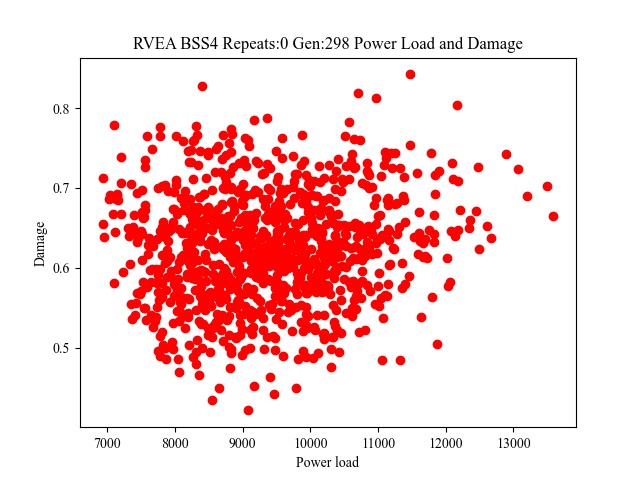 RVEA BSS4 Repeats:0 Gen:298 Power Load and Damage
0.8
0.7
0.6
0.5
Damage
7000 8000 9000 10000 11000 12000 13000
Power load